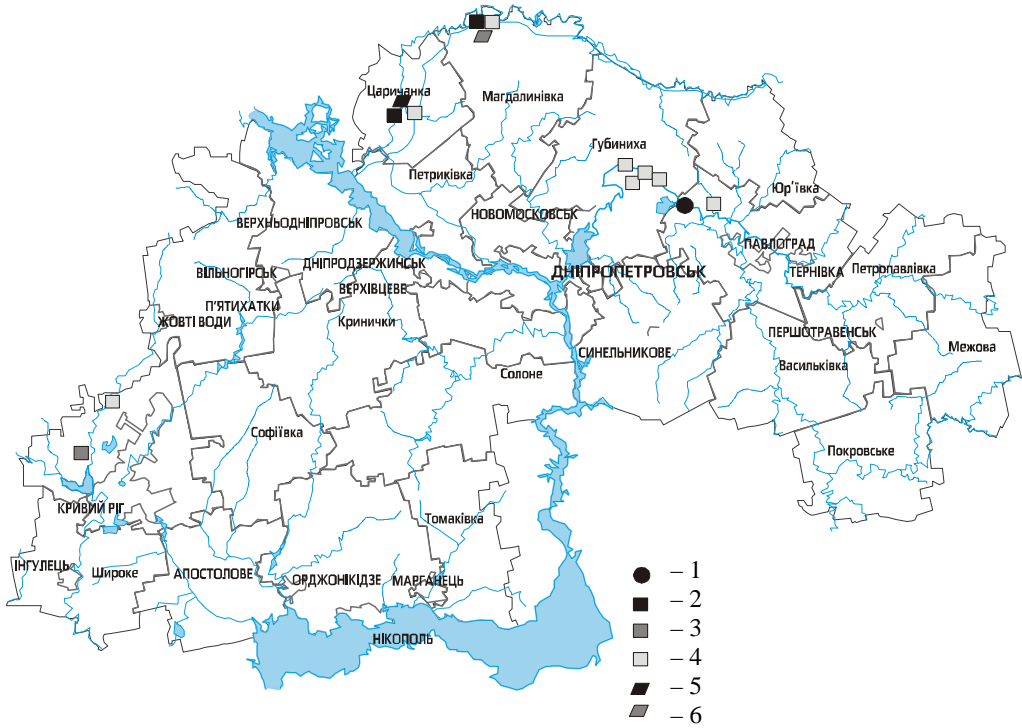 Царичанка
Магдалинівка
Губиниха
Петриківка
Юр'ївка
НОВОМОСКОВСЬК
ВЕРХНЬОДНІПРОВСЬК
ПАВЛОГРАД
ДНІПРОДЗЕРЖИНСЬК
ДНІПРОПЕТРОВСЬК
ТЕРНІВКА
Петропавлівка
ВІЛЬНОГІРСЬК
ВЕРХІВЦЕВЕ
П'ЯТИХАТКИ
ЖОВТІ ВОДИ
Кринички
ПЕРШОТРАВЕНСЬК
Межова
СИНЕЛЬНИКОВЕ
Васильківка
Солоне
Софіївка
Покровське
КРИВИЙ РІГ
Томаківка
ІНГУЛЕЦЬ
Широке
АПОСТОЛОВЕ
ОРДЖОНІКІДЗЕ
МАРГАНЕЦЬ
НІКОПОЛЬ
– 1
– 2
– 3
– 4
– 5
– 6